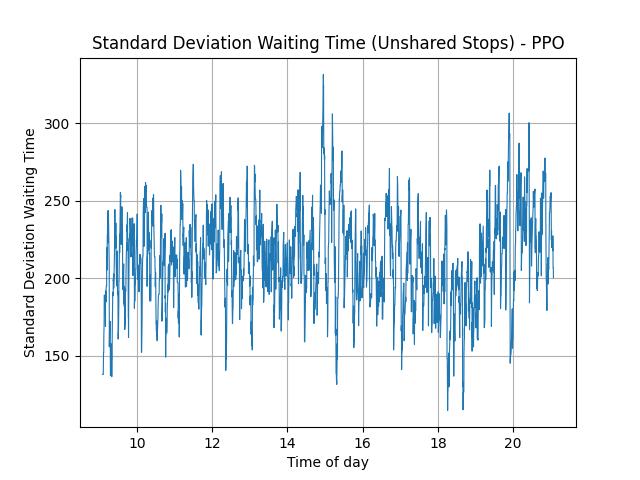 Standard Deviation Waiting Time (Unshared Stops) - PPO
Standard Deviation Waiting Time
300
250
200
150
10 12 14 16 18 20
Time of day